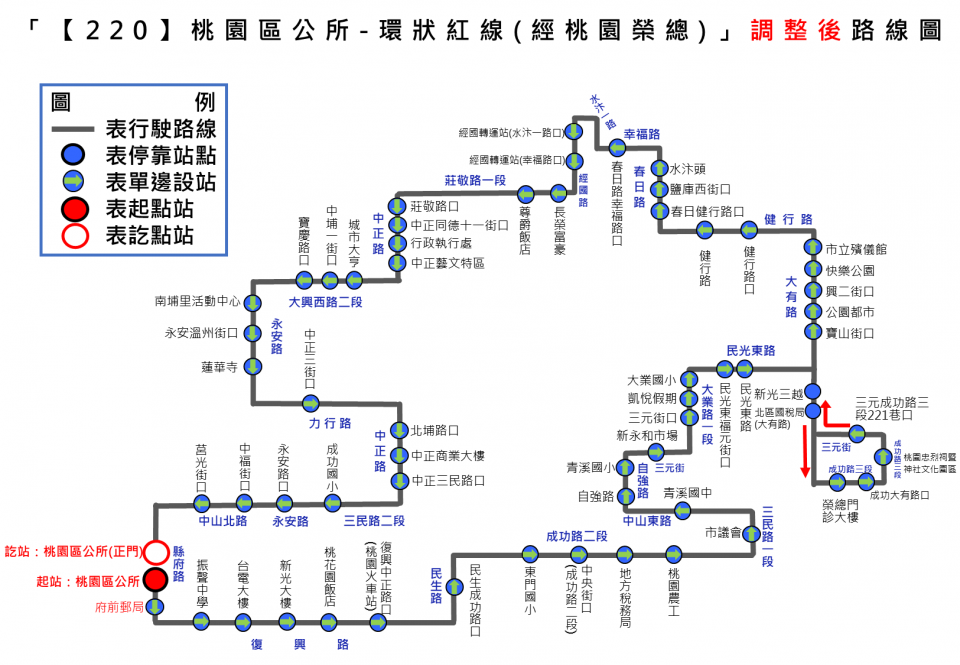 「【220】桃園區公所-環狀紅線(經桃園榮總)」調整後路線圖
圖 例
表行駛路線
表停靠站點
表單邊設站
表起點站
表訖點站
水汴一路
經國轉運站(水汴一路口)
幸福路
經國轉運站(幸福路口)
經國路
春日路幸福路口
春日路
水汴頭
鹽庫西街口
春日健行路口
莊敬路一段
尊爵飯店
長榮富豪
健行路
健行路
健行路口
中正路
莊敬路口
中正同德十一街口
行政執行處
中正藝文特區
寶慶路口
中埔一街口
城市大亨
大興西路二段
大有路
市立殯儀館
快樂公園
興二街口
公園都市
寶山街口
南埔里活動中心
永安溫州街口
蓮華寺
永安路
中正三街口
力行路
民光東路
大業國小
凱悅假期
三元街口
大業路一段
民光東福元街口
民光東路
新光三越
北區國稅局
(大有路)
三元成功路三
段221巷口
三元街
成功路三段
桃園忠烈祠暨
神社文化園區
成功路三段
成功大有路口
榮總門
診大樓
中正路
北埔路口
中正商業大樓
中正三民路口
新永和市場
青溪國小
三元街
自強路
自強路
青溪國中
中山東路
莒光街口
中福街口
永安路口
成功國小
中山北路
永安路
三民路二段
市議會
三民路一段
成功路二段
訖站：桃園區公所(正門)
起站：桃園區公所
府前郵局
縣府路
振聲中學
台電大樓
新光大樓
桃花園飯店
復興中正路口
(桃園火車站)
復興路
民生路
民生成功路口
東門國小
中央街口
(成功路二段)
地方稅務局
桃園農工